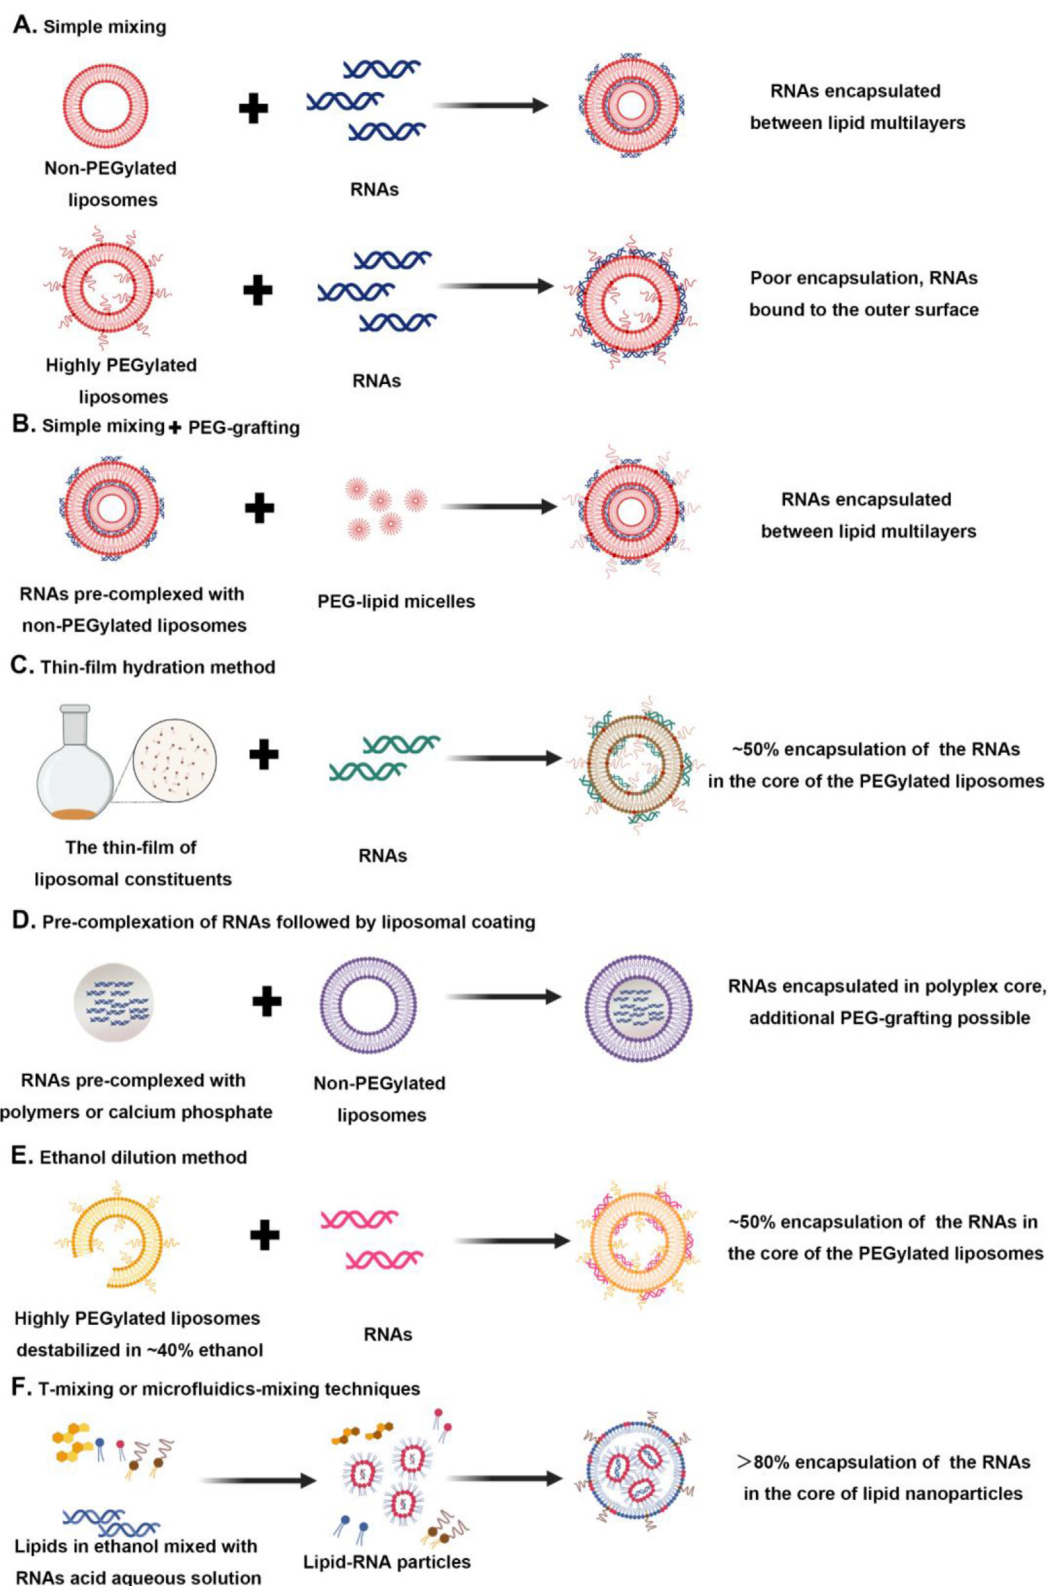 A. Simple mixing
Non-PEGylated
liposomes
RNAs
RNAs encapsulated
between lipid multilayers
Highly PEGylated
liposomes
RNAs
Poor encapsulation, RNAs
bound to the outer surface
B. Simple mixing + PEG-grafting
RNAs pre-complexed with
non-PEGylated liposomes
PEG-lipid micelles
RNAs encapsulated
between lipid multilayers
C. Thin-film hydration method
The thin-film of
liposomal constituents
RNAs
~50% encapsulation of the RNAs
in the core of the PEGylated liposomes
D. Pre-complexation of RNAs followed by liposomal coating
RNAs pre-complexed with
polymers or calcium phosphate
Non-PEGylated
liposomes
RNAs encapsulated in polyplex core,
additional PEG-grafting possible
E. Ethanol dilution method
Highly PEGylated liposomes
destabilized in ~40% ethanol
RNAs
~50% encapsulation of the RNAs in
the core of the PEGylated liposomes
F. T-mixing or microfluidics-mixing techniques
Lipids in ethanol mixed with
RNAs acid aqueous solution
Lipid-RNA particles
>80% encapsulation of the RNAs
in the core of lipid nanoparticles